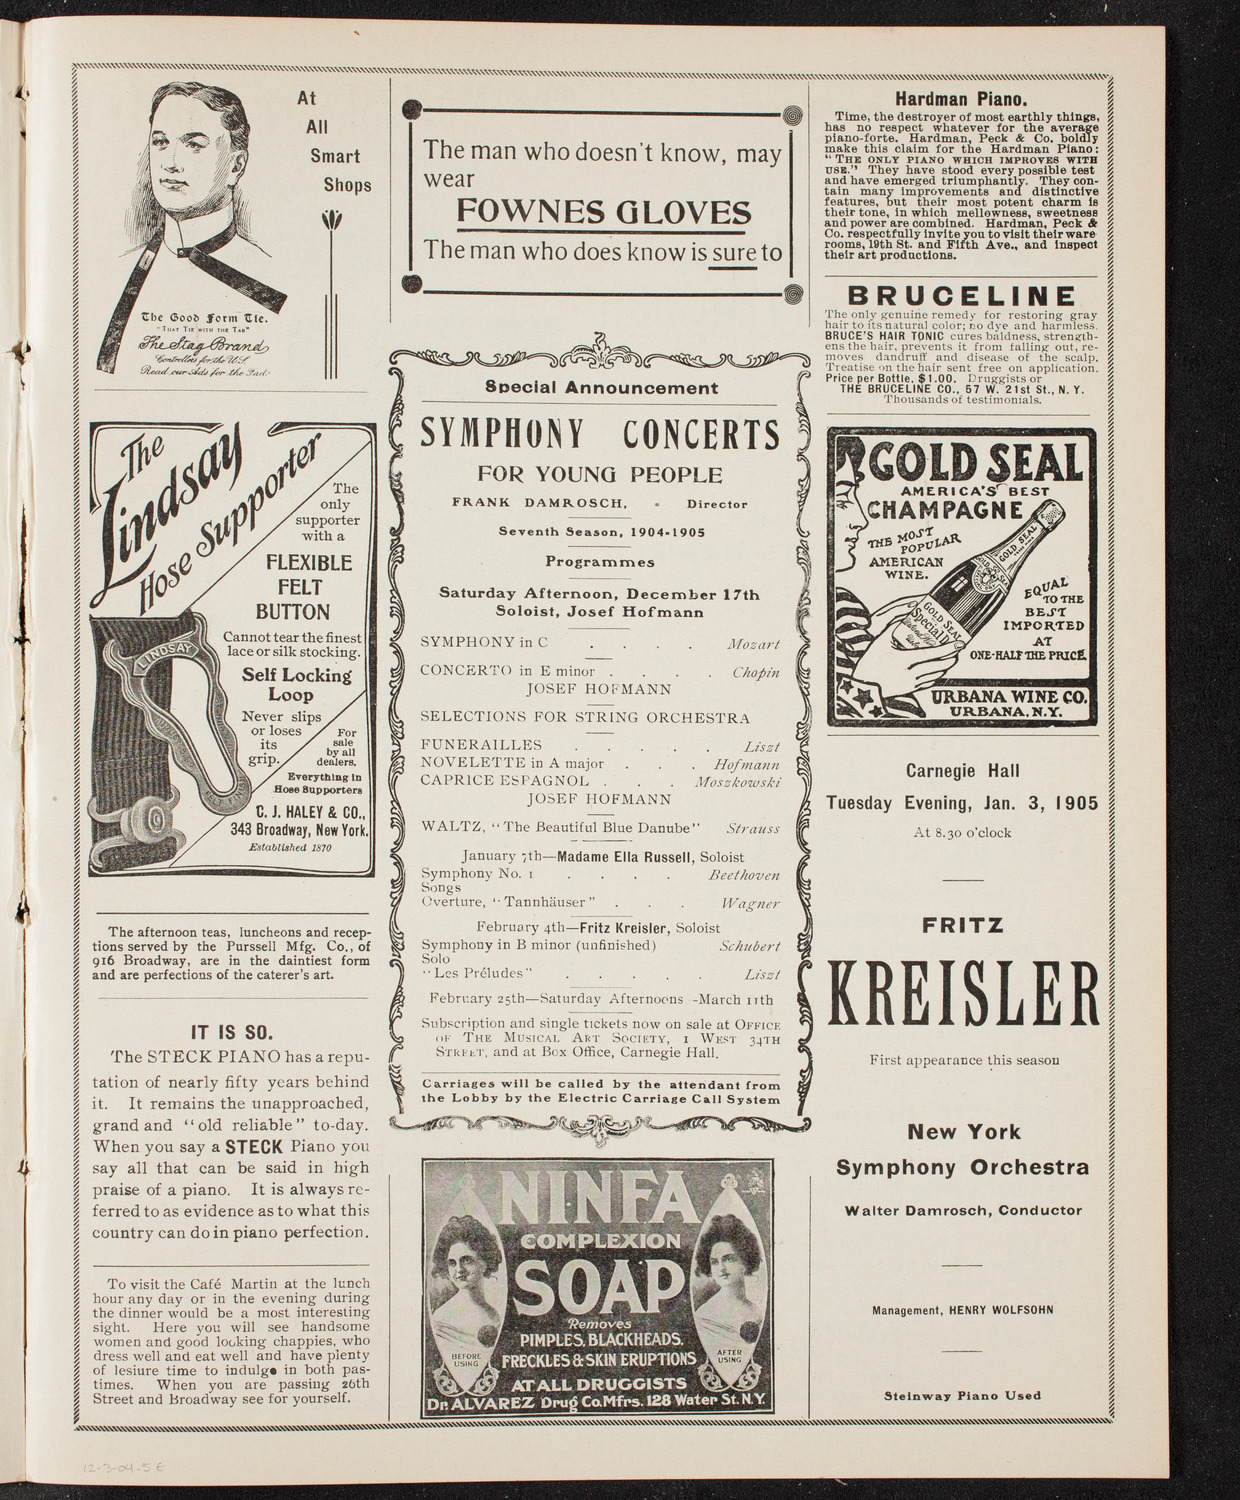 At
All
Smart
Shops
The Good Form Tie.
"THAT TIE WITH THE TAB"
The Stag Brand
Controllers for the U.S.
Read our Ads for the Fad.
The
Lindsay
Hose Supporter
The
only
supporter
with a
FLEXIBLE
FELT
BUTTON
Cannot tear the finest
lace or silk stocking.
Self Locking
Loop
Never slips
or loses
its
grip.
For
sale
by all
dealers.
Everything in
Hose Supporters
C. J. HALEY & CO.,
343 Broadway, New York.
Established 1870
LINDSAY
The afternoon teas, luncheons and recep-
tions served by the Purssell Mfg. Co., of
916 Broadway, are in the daintiest form
and are perfections of the caterer's art.
IT IS SO.
The STECK PIANO has a repu-
tation of nearly fifty years behind
it. It remains the unapproached,
grand and "old reliable" to-day.
When you say a STECK Piano you
say all that can be said in high
praise of a piano. It is always re-
ferred to as evidence as to what this
country can do in piano perfection.
To visit the Café Martin at the lunch
hour any day or in the evening during
the dinner would be a most interesting
sight. Here you will see handsome
women and good looking chappies, who
dress well and eat well and have plenty
of lesiure time to indulge in both pas-
times. When you are passing 26th
Street and Broadway see for yourself.
The man who doesn't know, may
wear
FOWNES GLOVES
The man who does know is sure to
Special Announcement
SYMPHONY CONCERTS
FOR YOUNG PEOPLE
FRANK DAMROSCH, - Director
Seventh Season, 1904-1905
Programmes
Saturday Afternoon, December 17th
Soloist, Josef Hofmann
SYMPHONY in C . . . . Mozart
CONCERTO in E minor . . . . Chopin
JOSEF HOFMANN
SELECTIONS FOR STRING ORCHESTRA
FUNERAILLES . . . . . Liszt
NOVELETTE in A major . . . Hofmann
CAPRICE ESPAGNOL . . . Moszkowski
JOSEF HOFMANN
WALTZ, "The Beautiful Blue Danube" Strauss
January 7th—Madame Ella Russell, Soloist
Symphony No. 1 . . . . Beethoven
Songs
Overture, "Tannhäuser" . . . Wagner
February 4th—Fritz Kreisler, Soloist
Symphony in B minor (unfinished) Schubert
Solo
"Les Préludes" . . . . . Liszt
February 25th—Saturday Afternoons -March 11th
Subscription and single tickets now on sale at OFFICE
OF THE MUSICAL ART SOCIETY, 1 WEST 34TH
STREET, and at Box Office, Carnegie Hall.
Carriages will be called by the attendant from
the Lobby by the Electric Carriage Call System
NINFA
COMPLEXION
SOAP
Removes
PIMPLES, BLACKHEADS,
FRECKLES & SKIN ERUPTIONS
BEFORE
USING
AFTER
USING
AT ALL DRUGGISTS
Dr. ALVAREZ Drug Co. Mfrs. 128 Water St. N.Y.
Hardman Piano.
Time, the destroyer of most earthly things,
has no respect whatever for the average
piano-forte. Hardman, Peck & Co. boldly
make this claim for the Hardman Piano:
"THE ONLY PIANO WHICH IMPROVES WITH
USE." They have stood every possible test
and have emerged triumphantly. They con-
tain many improvements and distinctive
features, but their most potent charm is
their tone, in which mellowness, sweetness
and power are combined. Hardman, Peck &
Co. respectfully invite you to visit their ware
rooms, 19th St. and Fifth Ave., and inspect
their art productions.
BRUCELINE
The only genuine remedy for restoring gray
hair to its natural color; no dye and harmless.
BRUCE'S HAIR TONIC cures baldness, strength-
ens the hair, prevents it from falling out, re-
moves dandruff and disease of the scalp.
Treatise on the hair sent free on application.
Price per Bottle, $1.00. Druggists or
THE BRUCELINE CO., 57 W. 21st St., N. Y.
Thousands of testimonials.
GOLD SEAL
AMERICA'S BEST
CHAMPAGNE
THE MOST
POPULAR
AMERICAN
WINE.
GOLD SEAL
GOLD SEAL
Special Dry
EQUAL
TO THE
BEST
IMPORTED
AT
ONE-HALF THE PRICE.
URBANA WINE CO.
URBANA, N.Y.
Carnegie Hall
Tuesday Evening, Jan. 3, 1905
At 8.30 o'clock
FRITZ
KREISLER
First appearance this season
New York
Symphony Orchestra
Walter Damrosch, Conductor
Management, HENRY WOLFSOHN
Steinway Piano Used
12-3-04.5 E